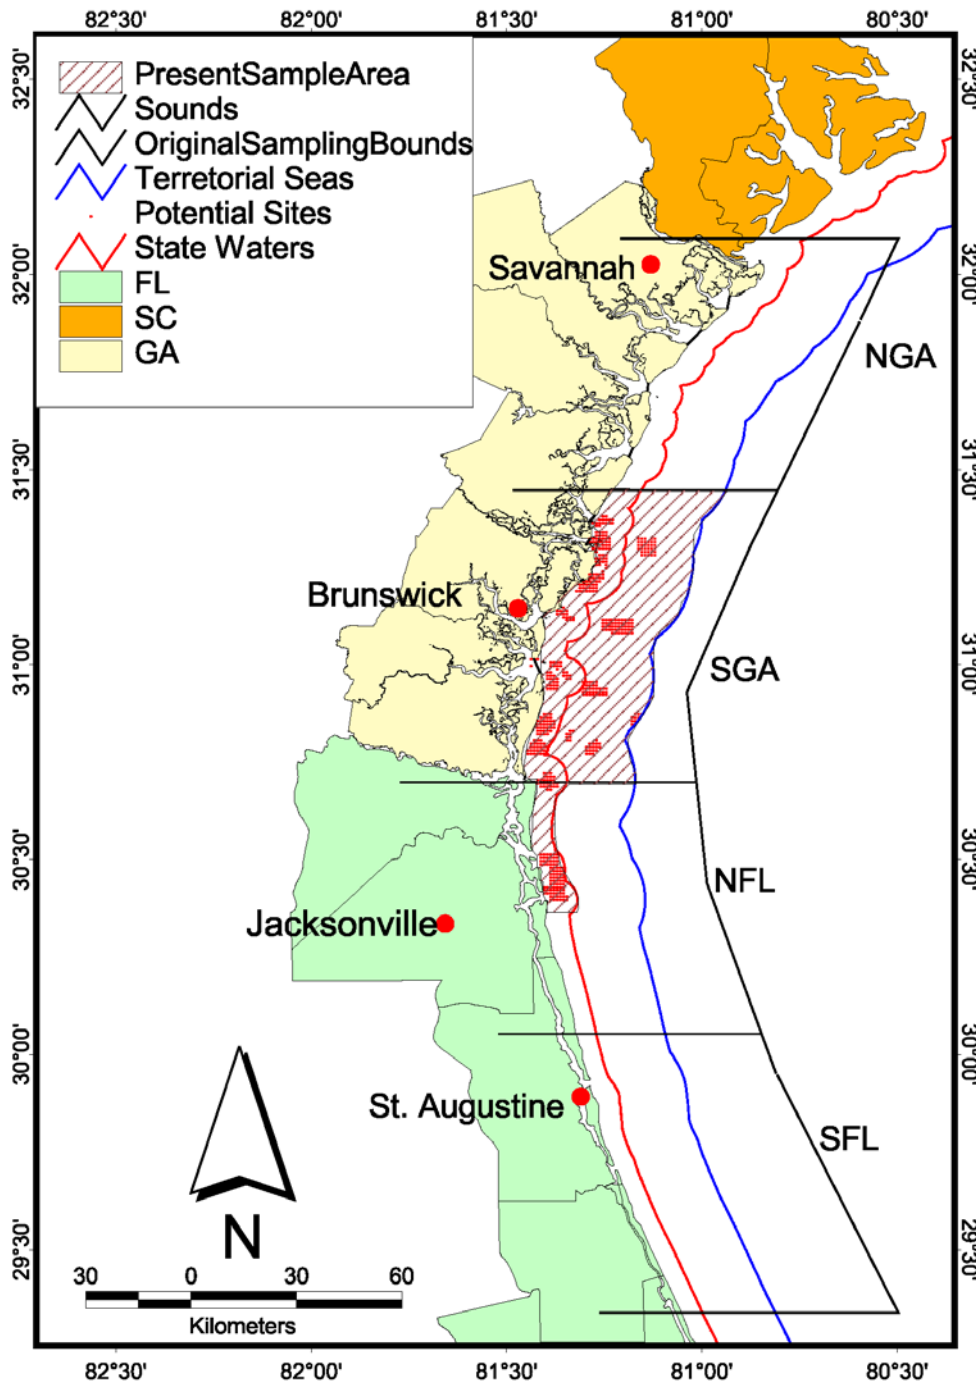 82°30' 82°00' 81°30' 81°00' 80°30'
32°30' 32°30'
PresentSampleArea
Sounds
OriginalSamplingBounds
Terretorial Seas
Potential Sites
State Waters
FL
SC
GA
32°00' 32°00'
Savannah
NGA
31°30' 31°30'
Brunswick
31°00' 31°00'
SGA
30°30' 30°30'
NFL
Jacksonville
30°00' 30°00'
St. Augustine
SFL
N
29°30' 29°30'
30 0 30 60
Kilometers
82°30' 82°00' 81°30' 81°00' 80°30'